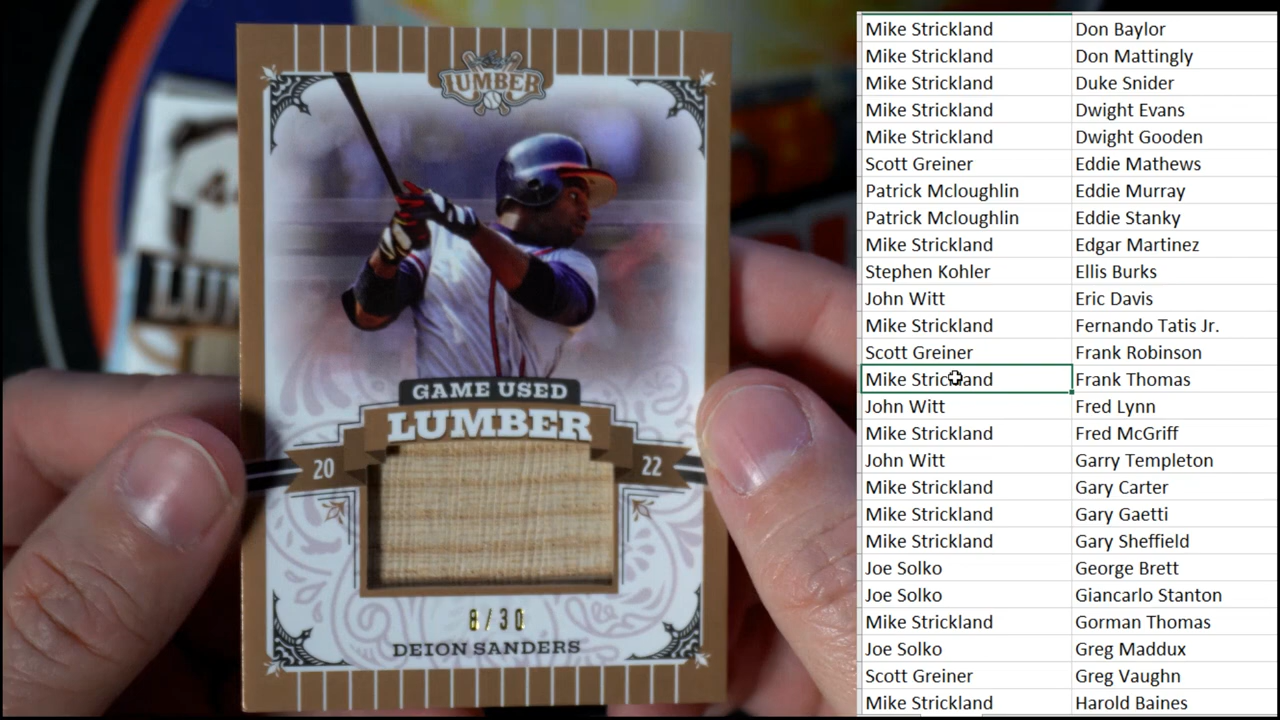 LUMBER
GAME USED
LUMBER
20 22
8/30
DEION SANDERS
Mike Strickland Don Baylor
Mike Strickland Don Mattingly
Mike Strickland Duke Snider
Mike Strickland Dwight Evans
Mike Strickland Dwight Gooden
Scott Greiner Eddie Mathews
Patrick Mcloughlin Eddie Murray
Patrick Mcloughlin Eddie Stanky
Mike Strickland Edgar Martinez
Stephen Kohler Ellis Burks
John Witt Eric Davis
Mike Strickland Fernando Tatis Jr.
Scott Greiner Frank Robinson
Mike Strickland Frank Thomas
John Witt Fred Lynn
Mike Strickland Fred McGriff
John Witt Garry Templeton
Mike Strickland Gary Carter
Mike Strickland Gary Gaetti
Mike Strickland Gary Sheffield
Joe Solko George Brett
Joe Solko Giancarlo Stanton
Mike Strickland Gorman Thomas
Joe Solko Greg Maddux
Scott Greiner Greg Vaughn
Mike Strickland Harold Baines